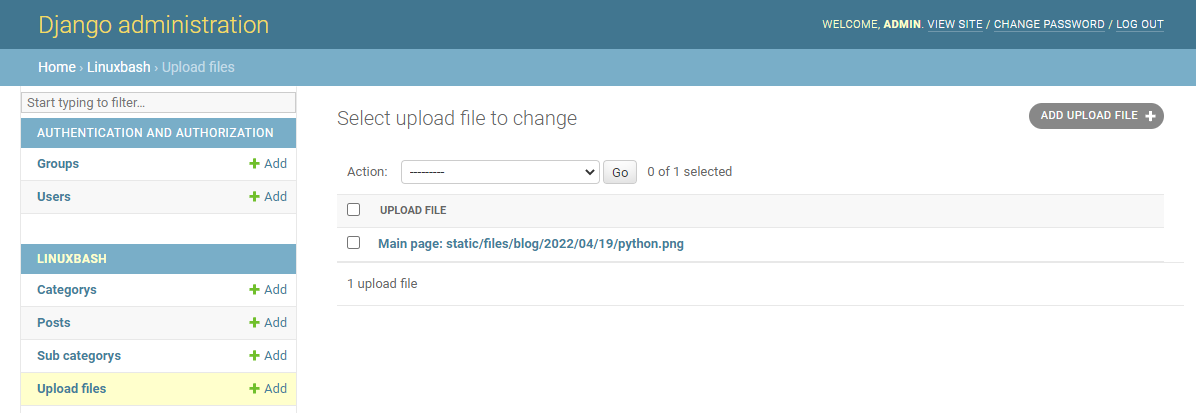 Django administration
WELCOME, ADMIN. VIEW SITE / CHANGE PASSWORD / LOG OUT
Home › Linuxbash › Upload files
Start typing to filter...
AUTHENTICATION AND AUTHORIZATION
Groups + Add
Users + Add
LINUXBASH
Categorys + Add
Posts + Add
Sub categorys + Add
Upload files + Add
Select upload file to change
ADD UPLOAD FILE +
Action: --------- Go 0 of 1 selected
UPLOAD FILE
Main page: static/files/blog/2022/04/19/python.png
1 upload file